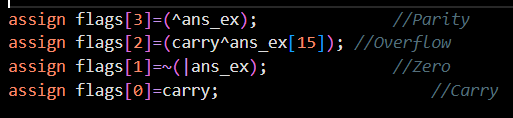 assign flags[3]=(^ans_ex); //Parity
assign flags[2]=(carry^ans_ex[15]); //Overflow
assign flags[1]=~(|ans_ex); //Zero
assign flags[0]=carry; //Carry